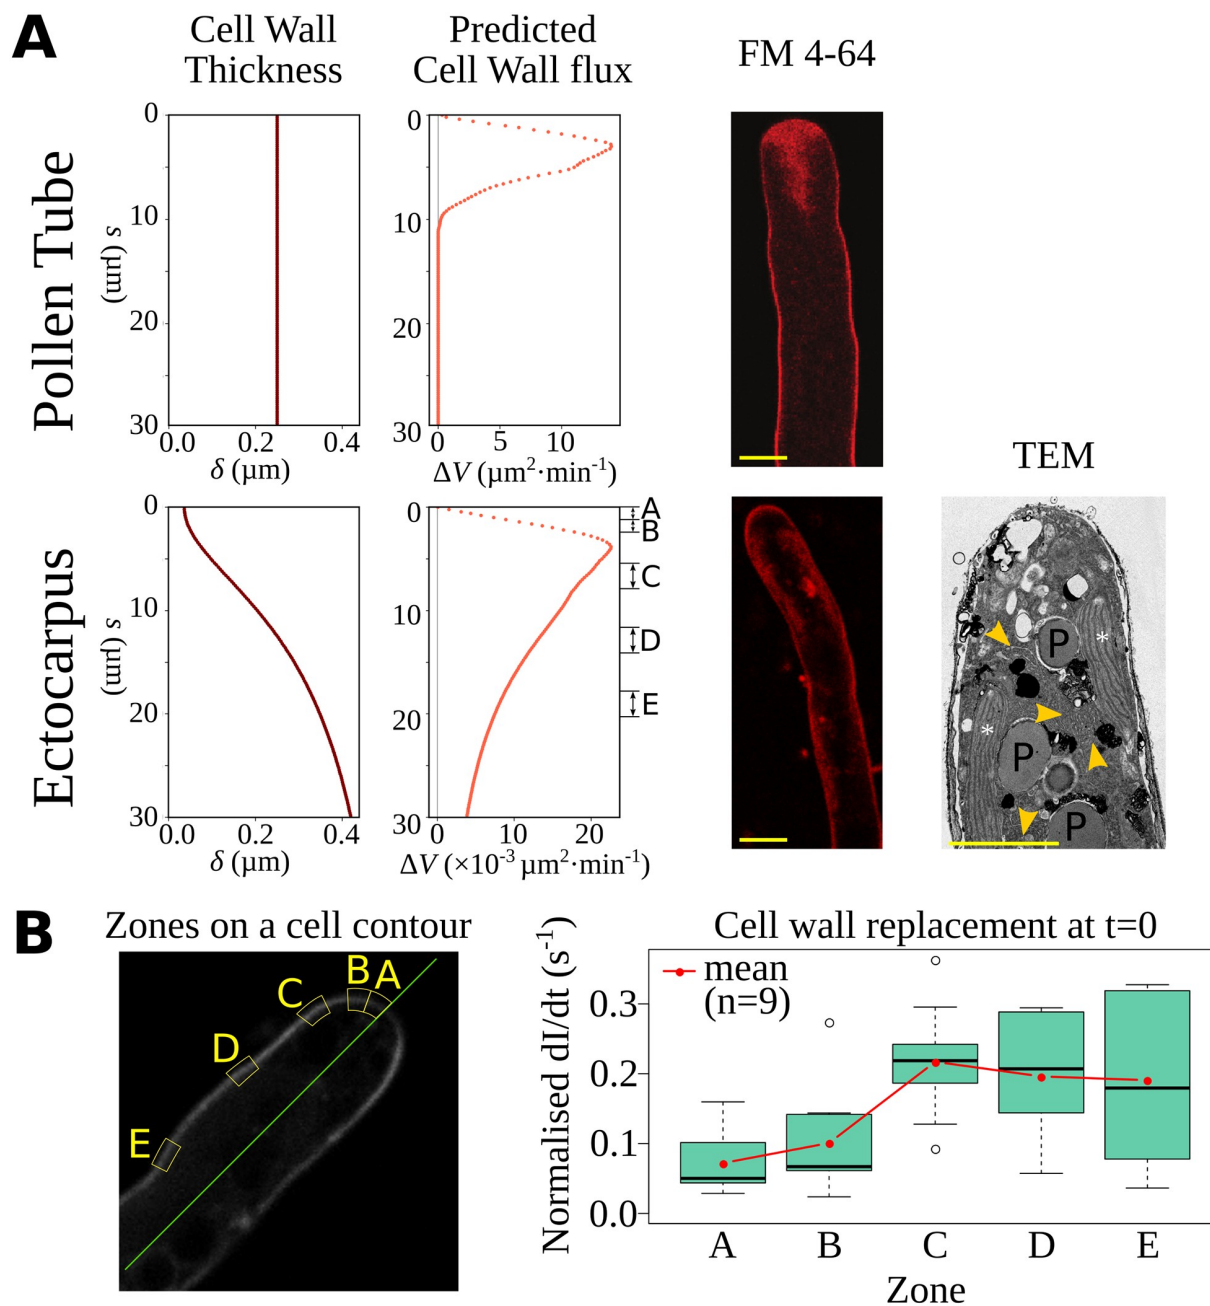 A
Cell Wall
Thickness
Predicted
Cell Wall flux
FM 4-64
Pollen Tube
s (µm)
0
10
20
30
0.0 0.2 0.4
δ (µm)
0
10
20
30
0 5 10
ΔV (µm²·min⁻¹)
TEM
Ectocarpus
s (µm)
0
10
20
30
0.0 0.2 0.4
δ (µm)
0
10
20
30
0 10 20
ΔV (×10⁻³ µm²·min⁻¹)
A
B
C
D
E
P
*
*
P
P
B
Zones on a cell contour
B A
C
D
E
Cell wall replacement at t=0
mean
(n=9)
Normalised dI/dt (s⁻¹)
0.3
0.2
0.1
0.0
A B C D E
Zone